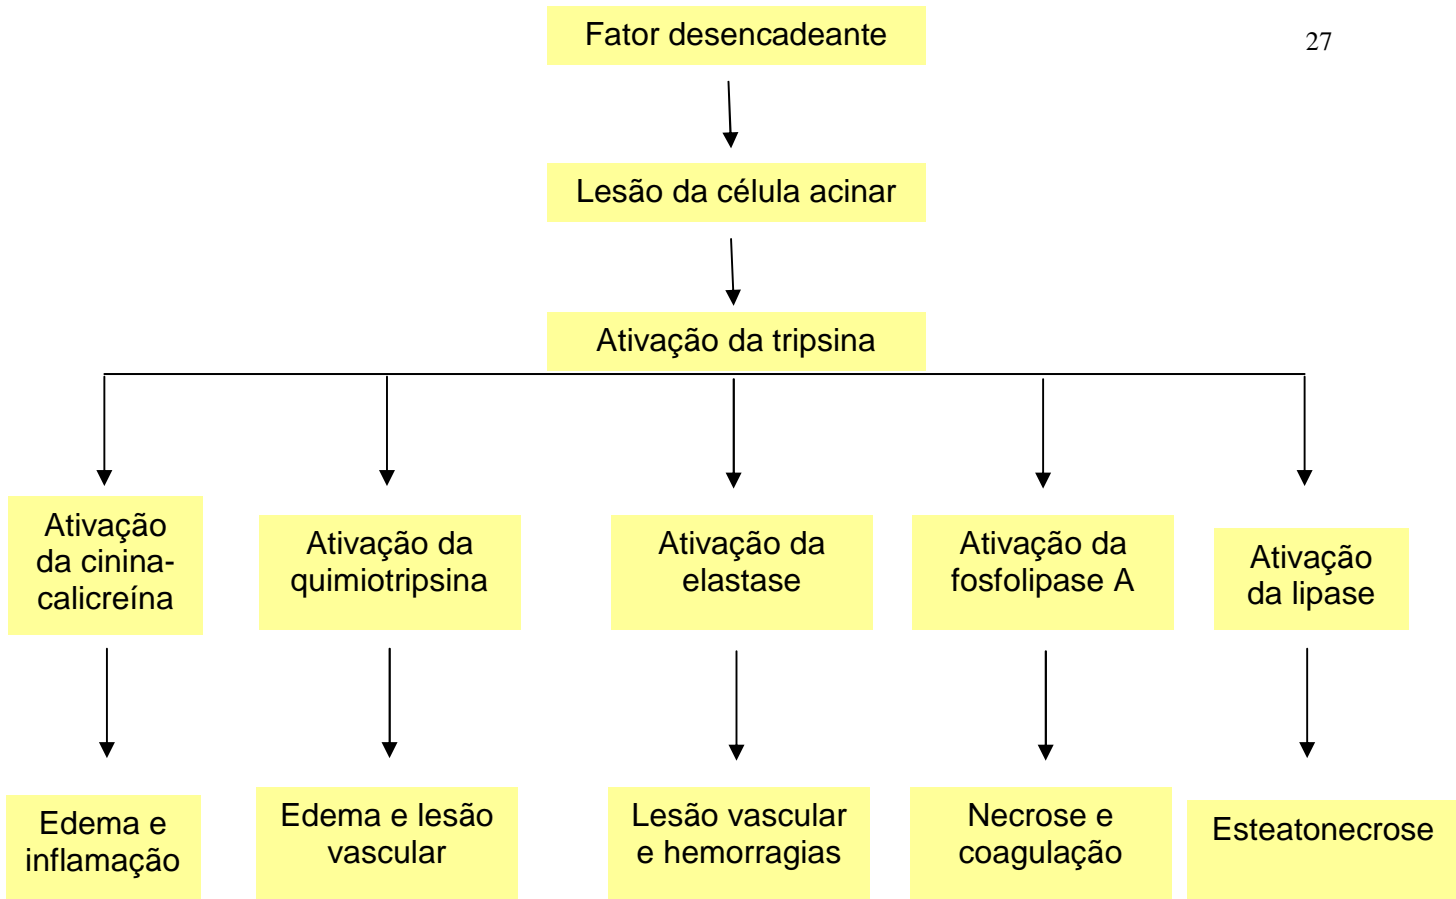 Fator desencadeante
27
Lesão da célula acinar
Ativação da tripsina
Ativação
da cinina-
calicreína
Ativação da
quimiotripsina
Ativação da
elastase
Ativação da
fosfolipase A
Ativação
da lipase
Edema e
inflamação
Edema e lesão
vascular
Lesão vascular
e hemorragias
Necrose e
coagulação
Esteatonecrose